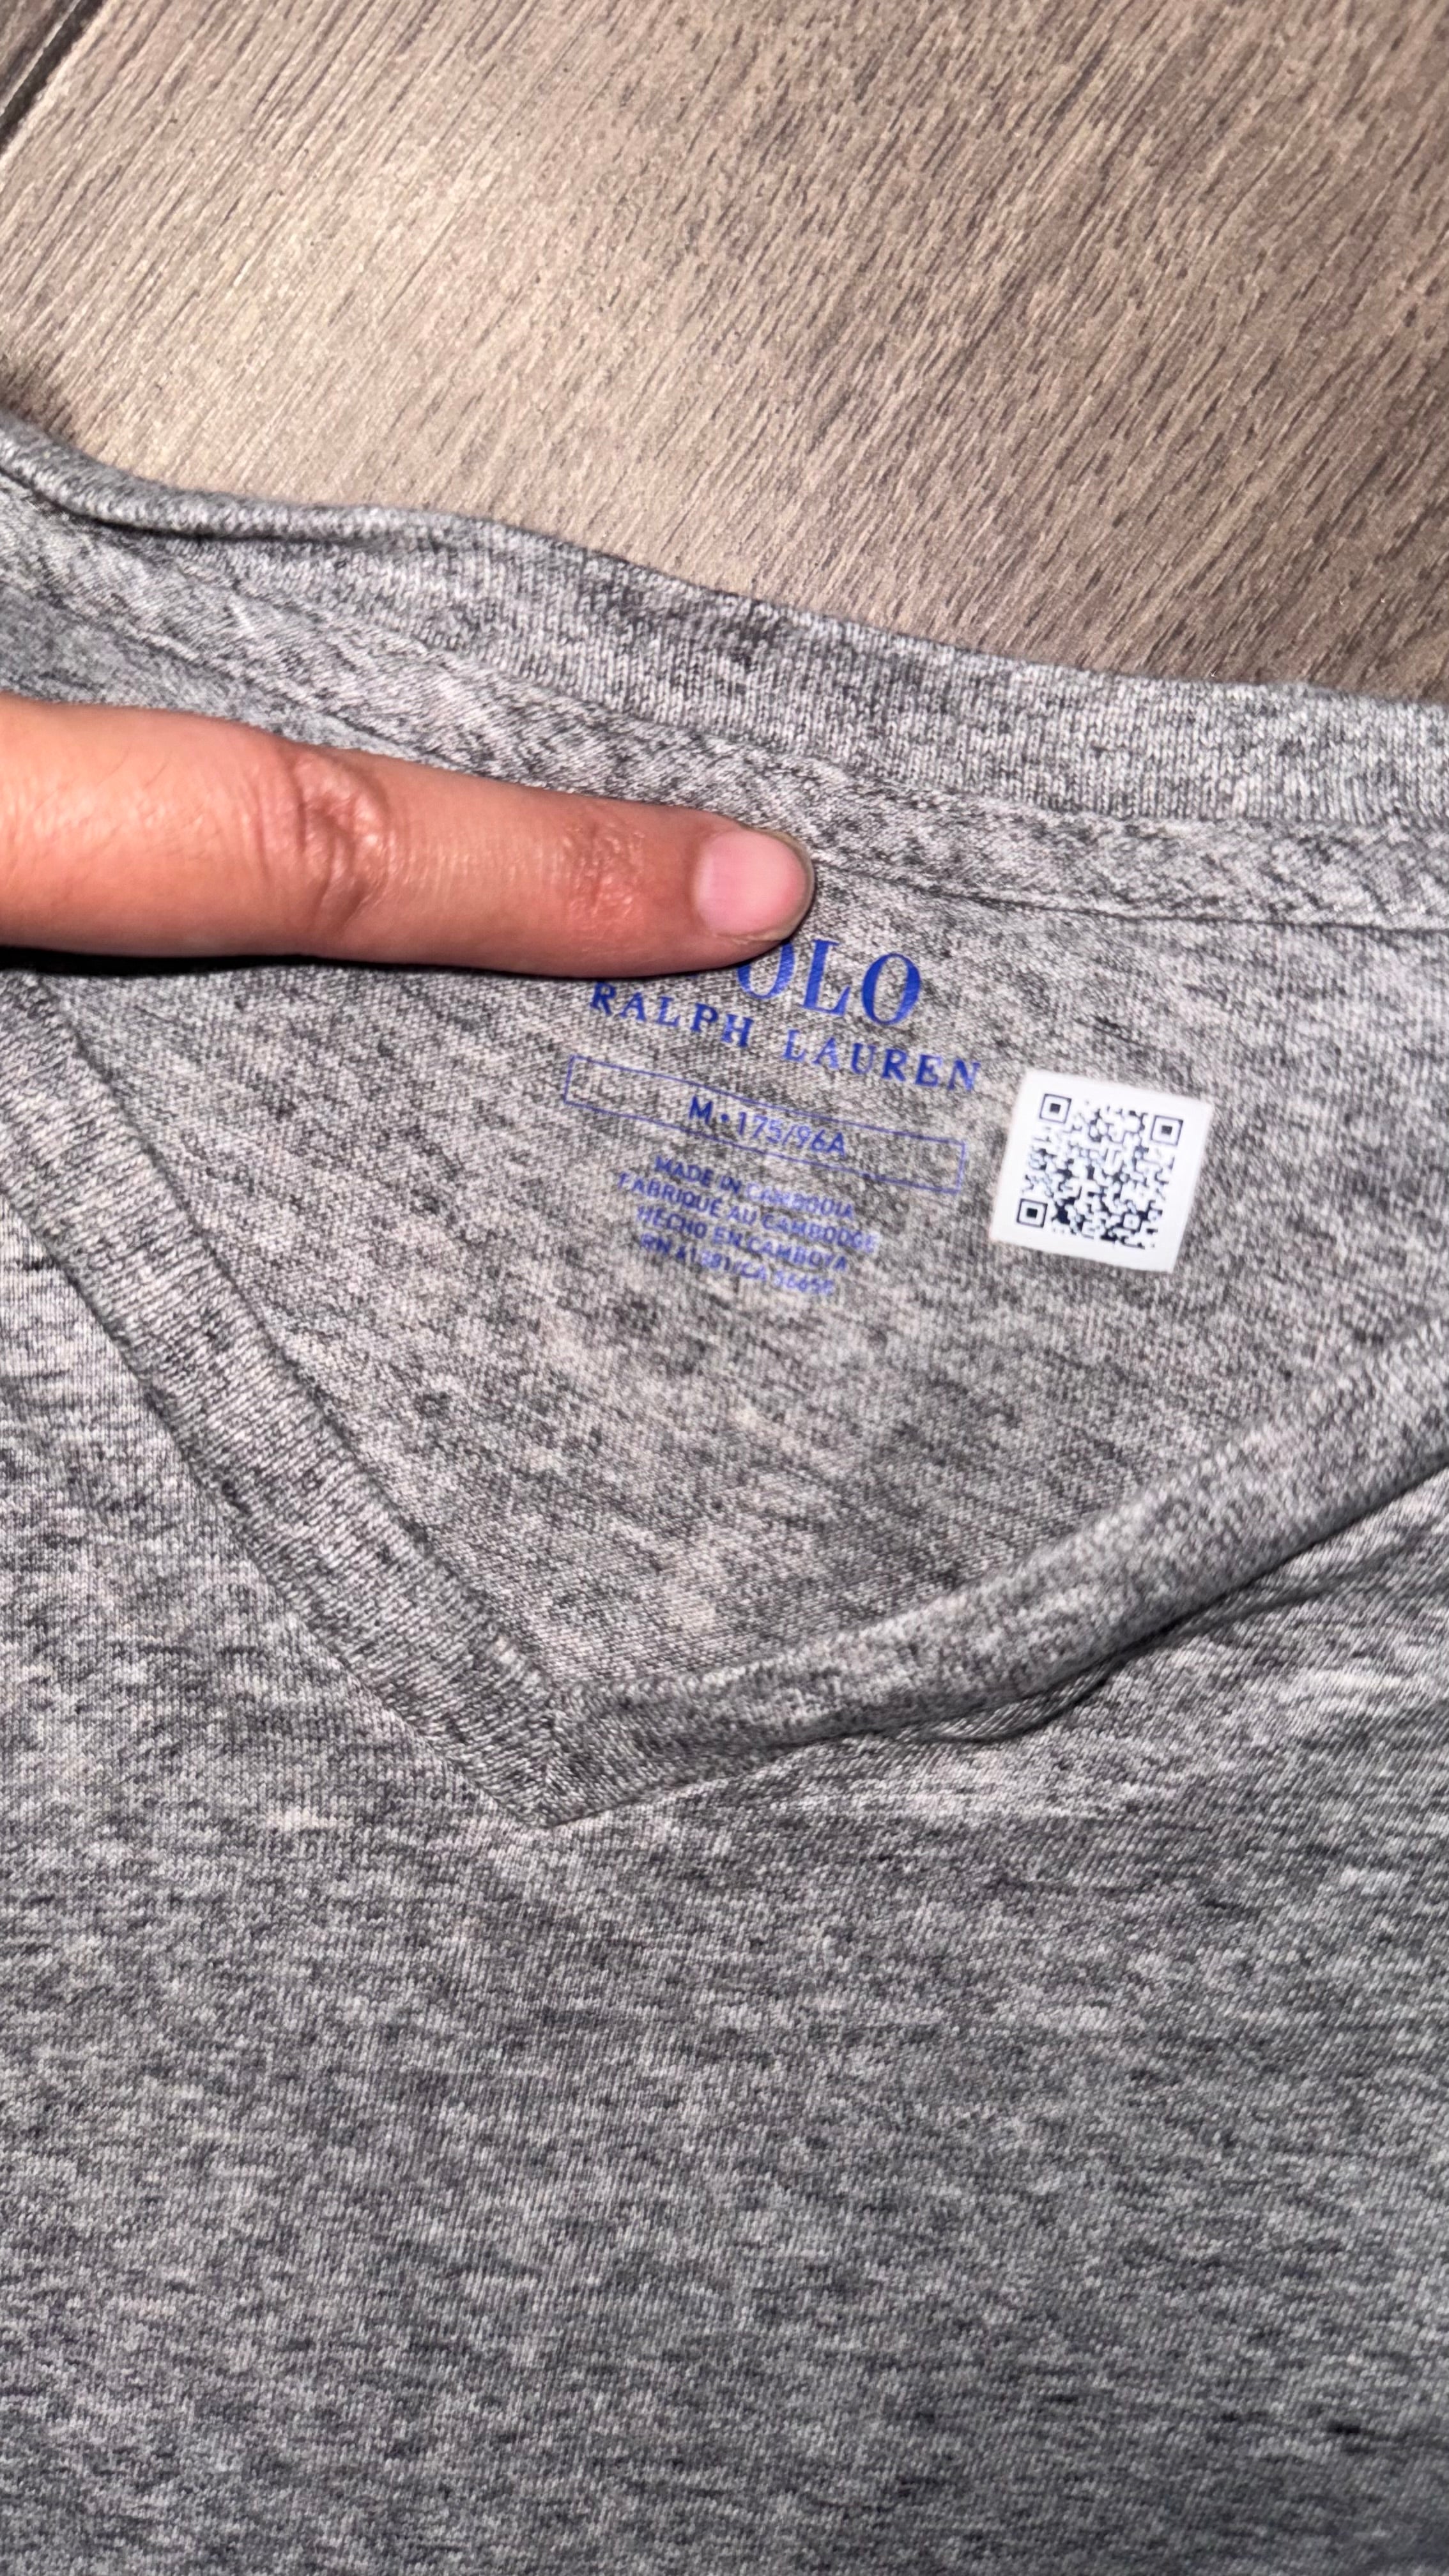 OLO
RALPH LAUREN
M • 175/96A
MADE IN CAMBODIA
FABRIQUÉ AU CAMBODGE
HECHO EN CAMBOYA